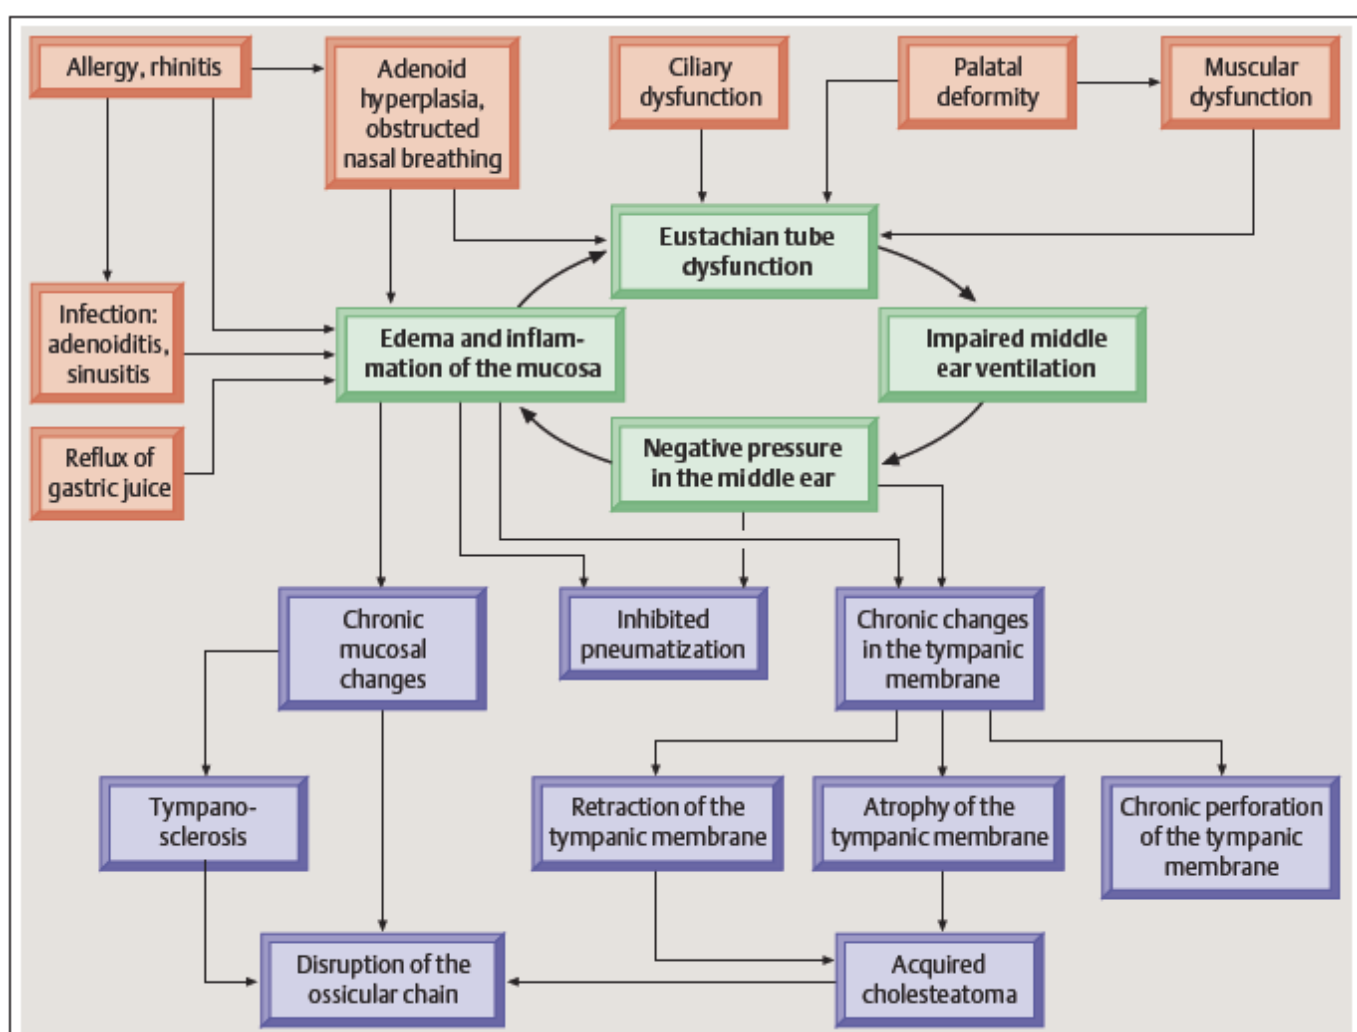 Allergy, rhinitis
Adenoid
hyperplasia,
obstructed
nasal breathing
Ciliary
dysfunction
Palatal
deformity
Muscular
dysfunction
Eustachian tube
dysfunction
Infection:
adenoiditis,
sinusitis
Edema and inflam-
mation of the mucosa
Impaired middle
ear ventilation
Reflux of
gastric juice
Negative pressure
in the middle ear
Chronic
mucosal
changes
Inhibited
pneumatization
Chronic changes
in the tympanic
membrane
Tympano-
sclerosis
Retraction of the
tympanic membrane
Atrophy of the
tympanic membrane
Chronic perforation
of the tympanic
membrane
Disruption of the
ossicular chain
Acquired
cholesteatoma